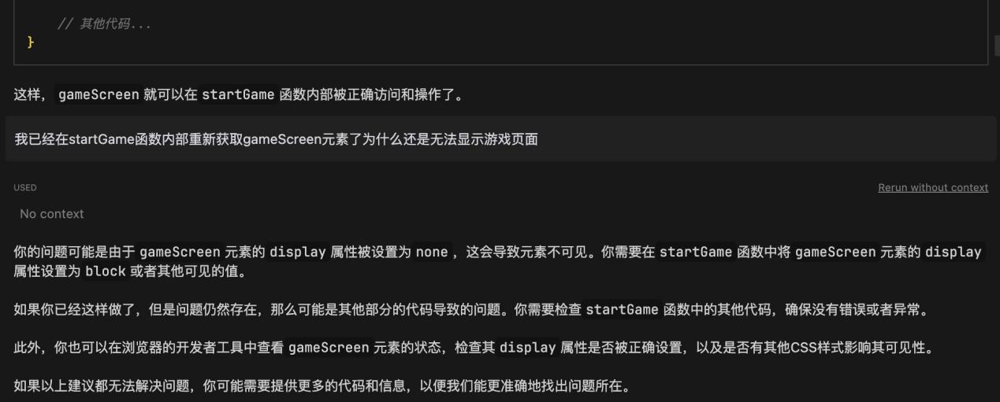 // 其他代码...
}
这样， gameScreen 就可以在 startGame 函数内部被正确访问和操作了。
我已经在startGame函数内部重新获取gameScreen元素了为什么还是无法显示游戏页面
USED
Rerun without context
No context
你的问题可能是由于 gameScreen 元素的 display 属性被设置为 none ，这会导致元素不可见。你需要在 startGame 函数中将 gameScreen 元素的 display
属性设置为 block 或者其他可见的值。
如果你已经这样做了，但是问题仍然存在，那么可能是其他部分的代码导致的问题。你需要检查 startGame 函数中的其他代码，确保没有错误或者异常。
此外，你也可以在浏览器的开发者工具中查看 gameScreen 元素的状态，检查其 display 属性是否被正确设置，以及是否有其他CSS样式影响其可见性。
如果以上建议都无法解决问题，你可能需要提供更多的代码和信息，以便我们能更准确地找出问题所在。